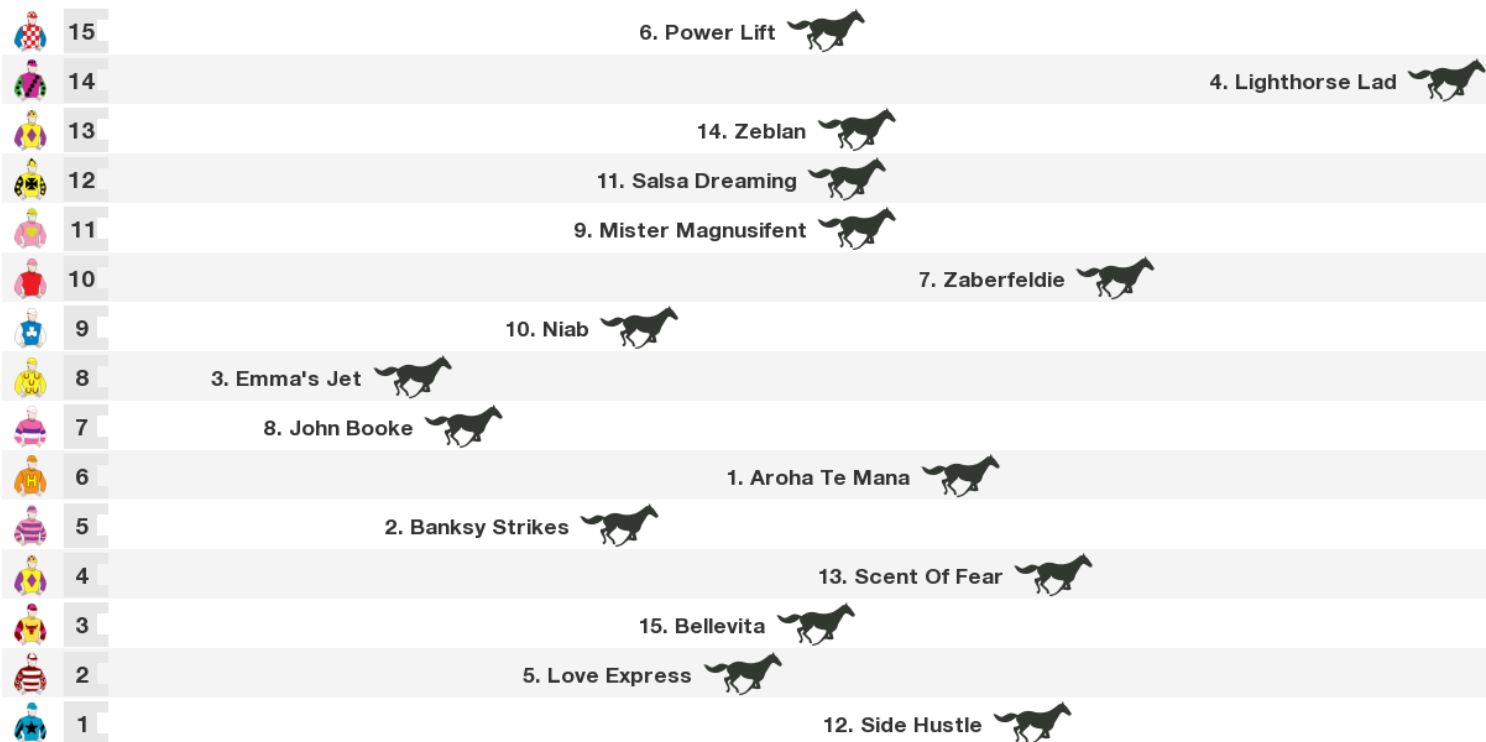 15 6. Power Lift
14 4. Lighthorse Lad
13 14. Zeblan
12 11. Salsa Dreaming
11 9. Mister Magnusifent
10 7. Zaberfeldie
9 10. Niab
8 3. Emma's Jet
7 8. John Booke
H 6 1. Aroha Te Mana
5 2. Banksy Strikes
4 13. Scent Of Fear
3 15. Bellevita
2 5. Love Express
1 12. Side Hustle